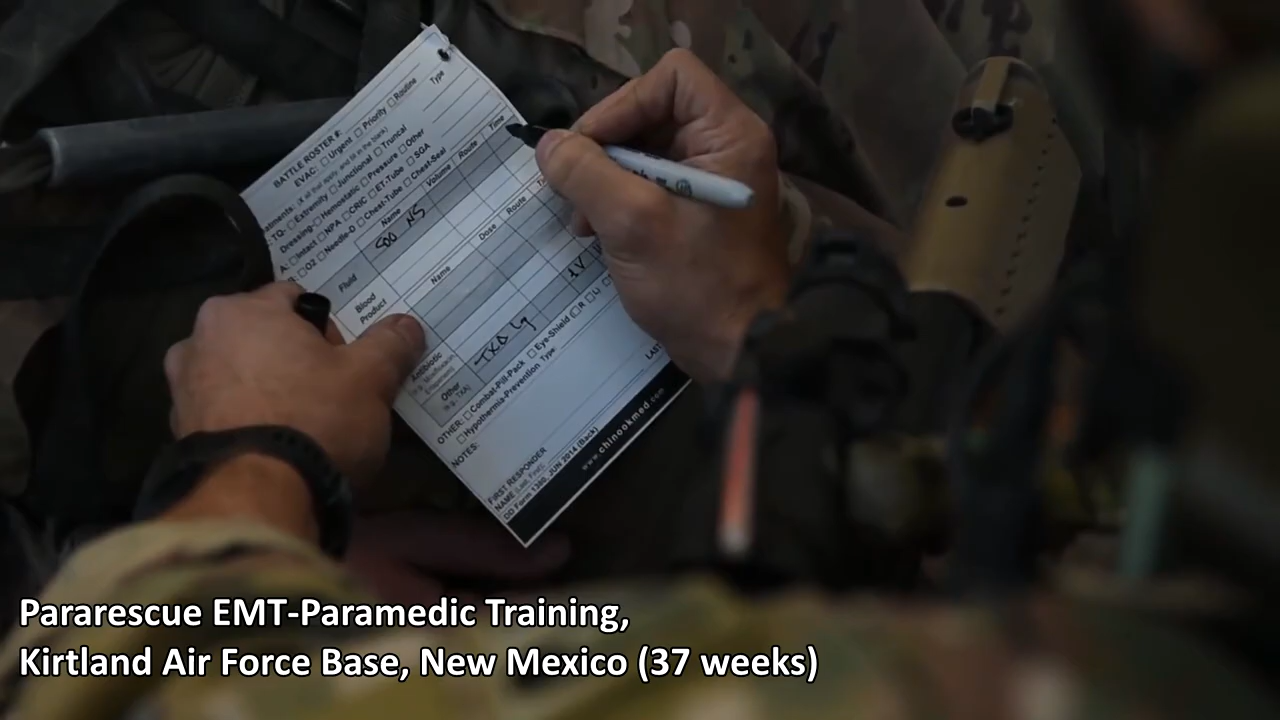 BATTLE ROSTER #:
EVAC: Urgent Priority Routine
Type
(X all that apply, and fill in the blank)
TQ- Extremity Junctional Truncal
Dressing- Hemostatic Pressure Other
A: Intact NPA CRIC ET-Tube SGA
O2 Needle-D Chest-Tube Chest-Seal
Name Volume Route Time
Fluid 500 NS
Blood
Product
Name Dose Route
Antibiotic
Other
(e.g., TXA)
OTHER: Combat-Pill-Pack Eye-Shield (R L
Hypothermia-Prevention Type:
NOTES:
FIRST RESPONDER
NAME (Last, First): LAST
DD Form 1380, JUN 2014 (Back)
www.chinookmed.com
Pararescue EMT-Paramedic Training,
Kirtland Air Force Base, New Mexico (37 weeks)